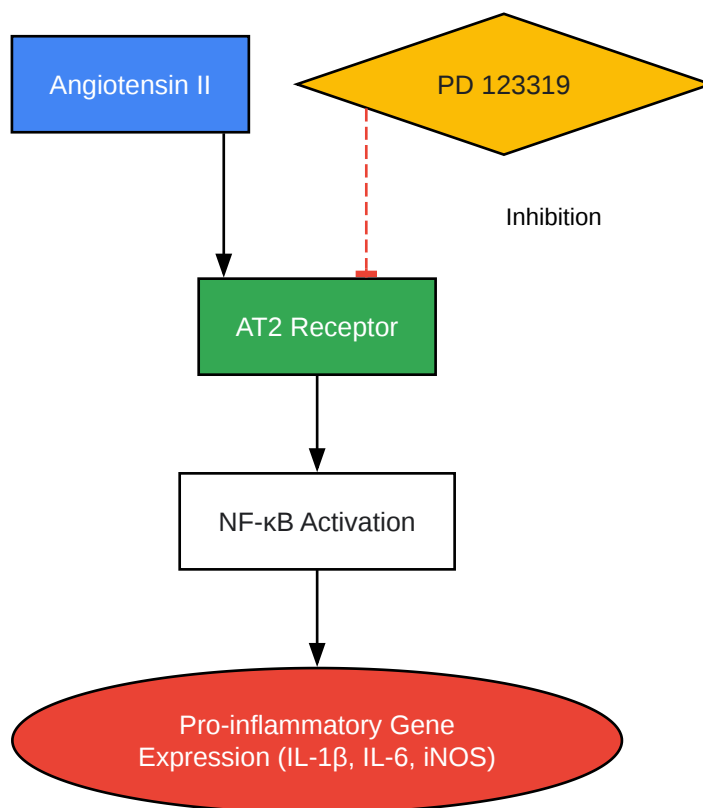 Angiotensin II
PD 123319
Inhibition
AT2 Receptor
NF-κB Activation
Pro-inflammatory Gene
Expression (IL-1β, IL-6, iNOS)